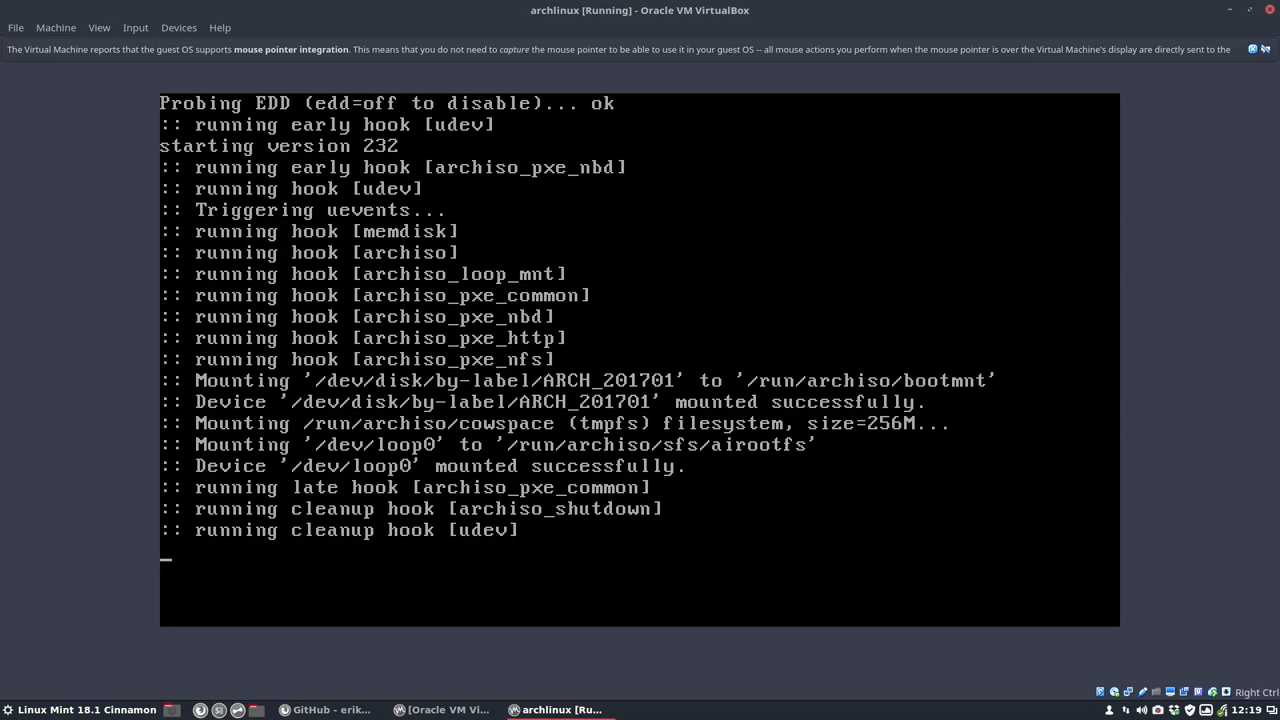 archlinux [Running] - Oracle VM VirtualBox
File Machine View Input Devices Help
The Virtual Machine reports that the guest OS supports mouse pointer integration. This means that you do not need to capture the mouse pointer to be able to use it in your guest OS -- all mouse actions you perform when the mouse pointer is over the Virtual Machine's display are directly sent to the
Probing EDD (edd=off to disable)... ok
:: running early hook [udev]
starting version 232
:: running early hook [archiso_pxe_nbd]
:: running hook [udev]
:: Triggering uevents...
:: running hook [memdisk]
:: running hook [archiso]
:: running hook [archiso_loop_mnt]
:: running hook [archiso_pxe_common]
:: running hook [archiso_pxe_nbd]
:: running hook [archiso_pxe_http]
:: running hook [archiso_pxe_nfs]
:: Mounting '/dev/disk/by-label/ARCH_201701' to '/run/archiso/bootmnt'
:: Device '/dev/disk/by-label/ARCH_201701' mounted successfully.
:: Mounting /run/archiso/cowspace (tmpfs) filesystem, size=256M...
:: Mounting '/dev/loop0' to '/run/archiso/sfs/airootfs'
:: Device '/dev/loop0' mounted successfully.
:: running late hook [archiso_pxe_common]
:: running cleanup hook [archiso_shutdown]
:: running cleanup hook [udev]
_
Right Ctrl
Linux Mint 18.1 Cinnamon GitHub - erik... [Oracle VM Vi... archlinux [Ru... 12:19